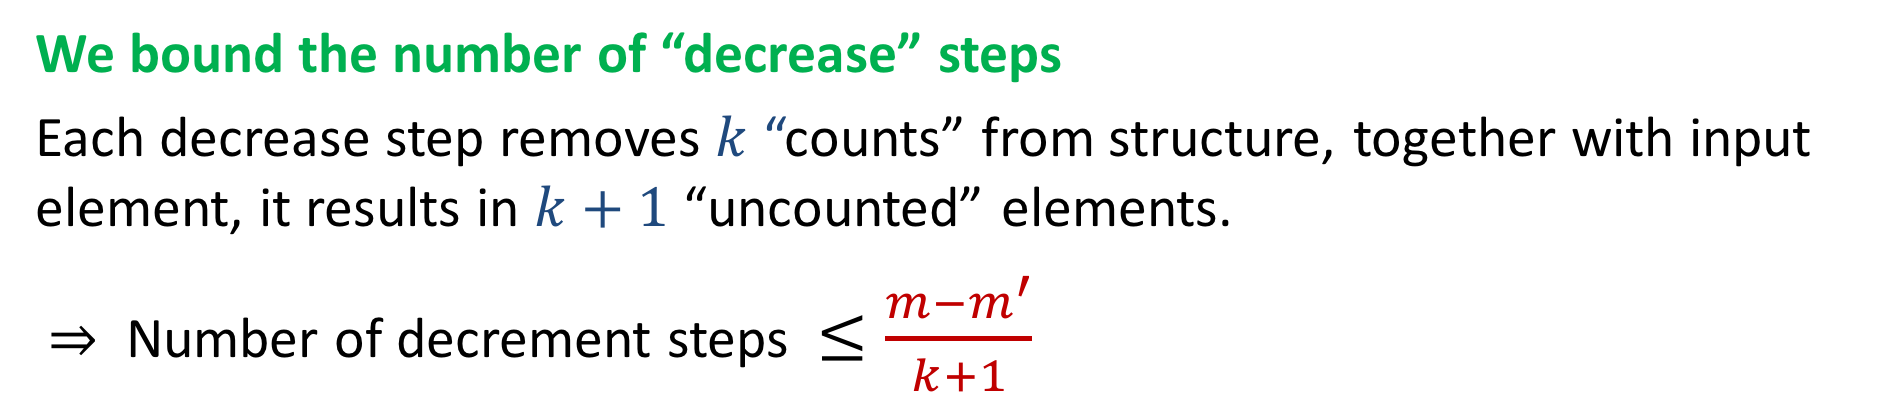 We bound the number of “decrease” steps
Each decrease step removes k “counts” from structure, together with input
element, it results in k + 1 “uncounted” elements.
⇒ Number of decrement steps ≤ \frac{m-m'}{k+1}